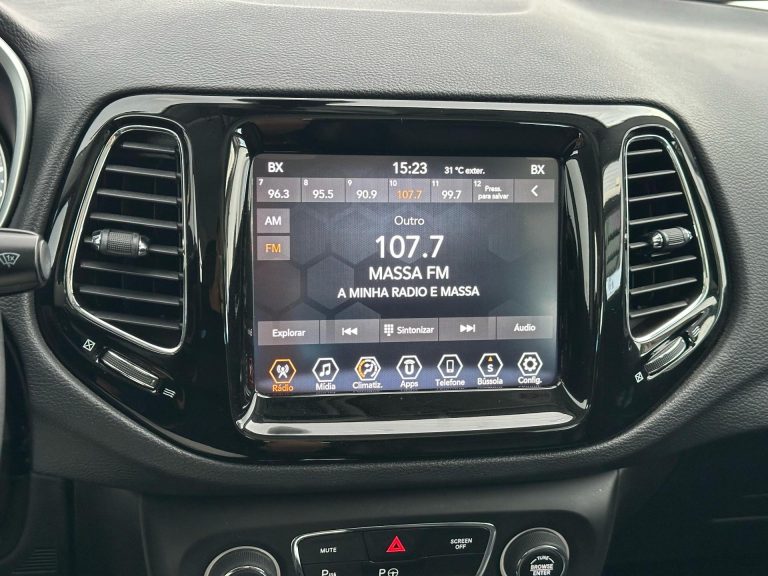 BX 15:23 31 °C exter. BX
7 8 9 10 11 12
96.3 95.5 90.9 107.7 99.7 Press. para salvar
AM
FM
Outro
107.7
MASSA FM
A MINHA RADIO E MASSA
Explorar Sintonizar Áudio
Rádio Mídia Climatiz. Apps Telefone Bússola Config.
S
MUTE SCREEN OFF
P P
TUNE
BROWSE
ENTER
1x